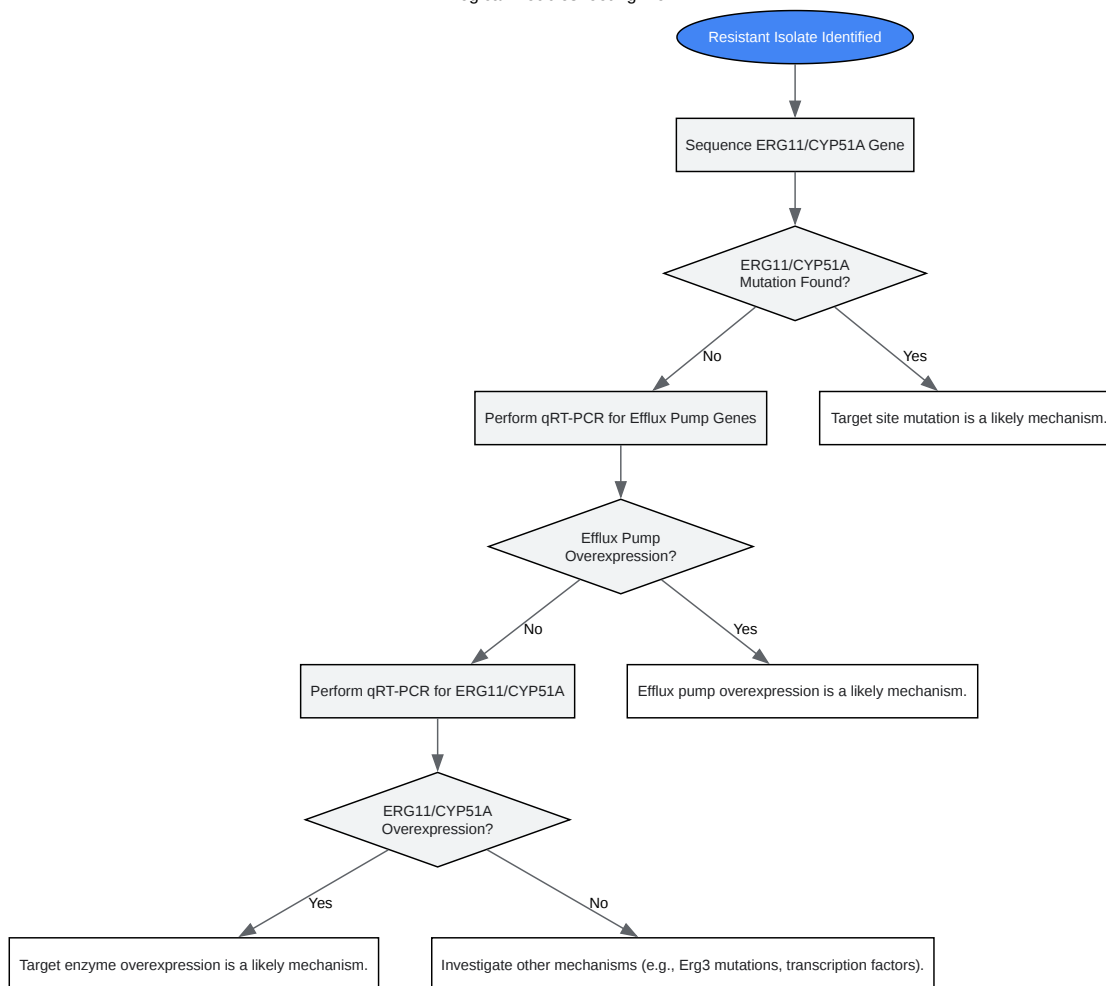 Resistant Isolate Identified
Sequence ERG11/CYP51A Gene
ERG11/CYP51A
Mutation Found?
No
Yes
Perform qRT-PCR for Efflux Pump Genes
Target site mutation is a likely mechanism.
Efflux Pump
Overexpression?
No
Yes
Perform qRT-PCR for ERG11/CYP51A
Efflux pump overexpression is a likely mechanism.
ERG11/CYP51A
Overexpression?
Yes
No
Target enzyme overexpression is a likely mechanism.
Investigate other mechanisms (e.g., Erg3 mutations, transcription factors).